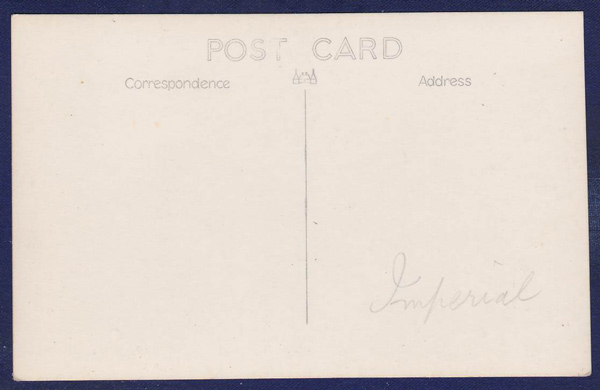 POST CARD
Correspondence
Address
Imperial